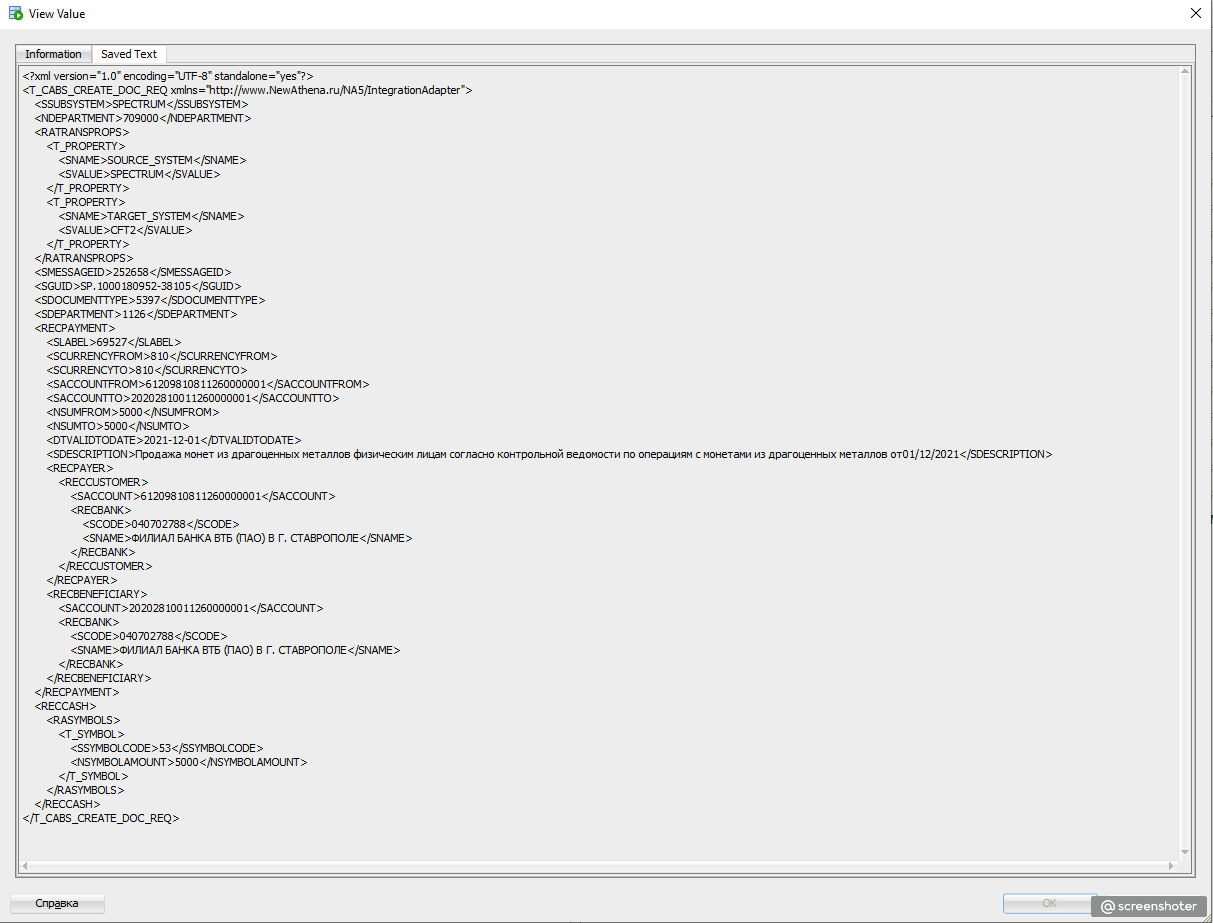 View Value
Information Saved Text
<?xml version="1.0" encoding="UTF-8" standalone="yes"?>
<T_CABS_CREATE_DOC_REQ xmlns="http://www.NewAthena.ru/NA5/IntegrationAdapter">
<SSUBSYSTEM>SPECTRUM</SSUBSYSTEM>
<NDEPARTMENT>709000</NDEPARTMENT>
<RATRANSPROPS>
<T_PROPERTY>
<SNAME>SOURCE_SYSTEM</SNAME>
<SVALUE>SPECTRUM</SVALUE>
</T_PROPERTY>
<T_PROPERTY>
<SNAME>TARGET_SYSTEM</SNAME>
<SVALUE>CFT2</SVALUE>
</T_PROPERTY>
</RATRANSPROPS>
<SMESSAGEID>252658</SMESSAGEID>
<SGUID>SP.1000180952-38105</SGUID>
<SDOCUMENTTYPE>5397</SDOCUMENTTYPE>
<SDEPARTMENT>1126</SDEPARTMENT>
<RECPAYMENT>
<SLABEL>69527</SLABEL>
<SCURRENCYFROM>810</SCURRENCYFROM>
<SCURRENCYTO>810</SCURRENCYTO>
<SACCOUNTFROM>61209810811260000001</SACCOUNTFROM>
<SACCOUNTTO>20202810011260000001</SACCOUNTTO>
<NSUMFROM>5000</NSUMFROM>
<NSUMTO>5000</NSUMTO>
<DTVALIDTODATE>2021-12-01</DTVALIDTODATE>
<SDESCRIPTION>Продажа монет из драгоценных металлов физическим лицам согласно контрольной ведомости по операциям с монетами из драгоценных металлов от01/12/2021</SDESCRIPTION>
<RECPAYER>
<RECCUSTOMER>
<SACCOUNT>61209810811260000001</SACCOUNT>
<RECBANK>
<SCODE>040702788</SCODE>
<SNAME>ФИЛИАЛ БАНКА ВТБ (ПАО) В Г. СТАВРОПОЛЕ</SNAME>
</RECBANK>
</RECCUSTOMER>
</RECPAYER>
<RECBENEFICIARY>
<SACCOUNT>20202810011260000001</SACCOUNT>
<RECBANK>
<SCODE>040702788</SCODE>
<SNAME>ФИЛИАЛ БАНКА ВТБ (ПАО) В Г. СТАВРОПОЛЕ</SNAME>
</RECBANK>
</RECBENEFICIARY>
</RECPAYMENT>
<RECCASH>
<RASYMBOLS>
<T_SYMBOL>
<SSYMBOLCODE>53</SSYMBOLCODE>
<NSYMBOLAMOUNT>5000</NSYMBOLAMOUNT>
</T_SYMBOL>
</RASYMBOLS>
</RECCASH>
</T_CABS_CREATE_DOC_REQ>
Справка OK @screenshoter